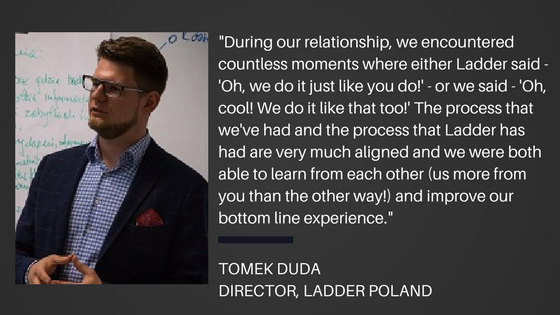 "During our relationship, we encountered
countless moments where either Ladder said -
'Oh, we do it just like you do!' - or we said - 'Oh,
cool! We do it like that too!' The process that
we've had and the process that Ladder has
had are very much aligned and we were both
able to learn from each other (us more from
you than the other way!) and improve our
bottom line experience."
TOMEK DUDA
DIRECTOR, LADDER POLAND